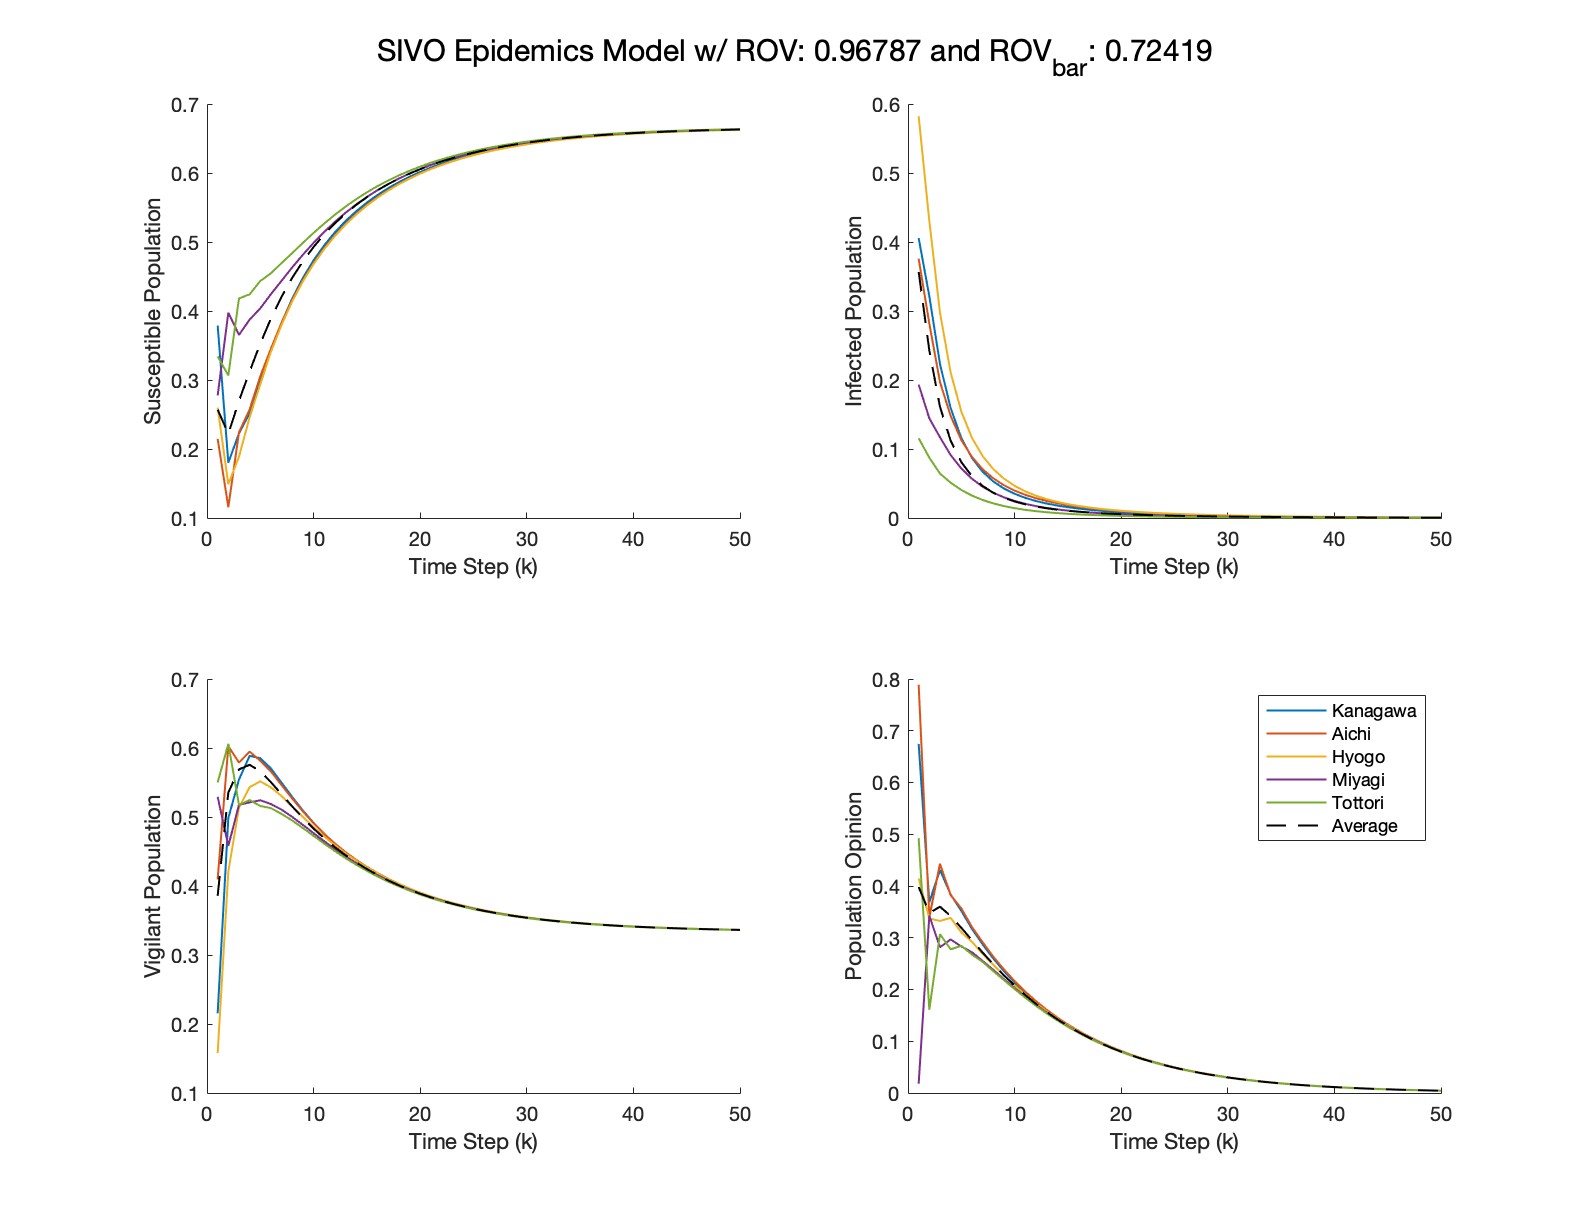 SIVO Epidemics Model w/ ROV: 0.96787 and ROV_bar: 0.72419
0.7
0.6
0.5
0.4
0.3
0.2
0.1
Susceptible Population
0 10 20 30 40 50
Time Step (k)
0.6
0.5
0.4
0.3
0.2
0.1
0
Infected Population
0 10 20 30 40 50
Time Step (k)
0.7
0.6
0.5
0.4
0.3
0.2
0.1
Vigilant Population
0 10 20 30 40 50
Time Step (k)
0.8
0.7
0.6
0.5
0.4
0.3
0.2
0.1
0
Population Opinion
0 10 20 30 40 50
Time Step (k)
Kanagawa
Aichi
Hyogo
Miyagi
Tottori
Average